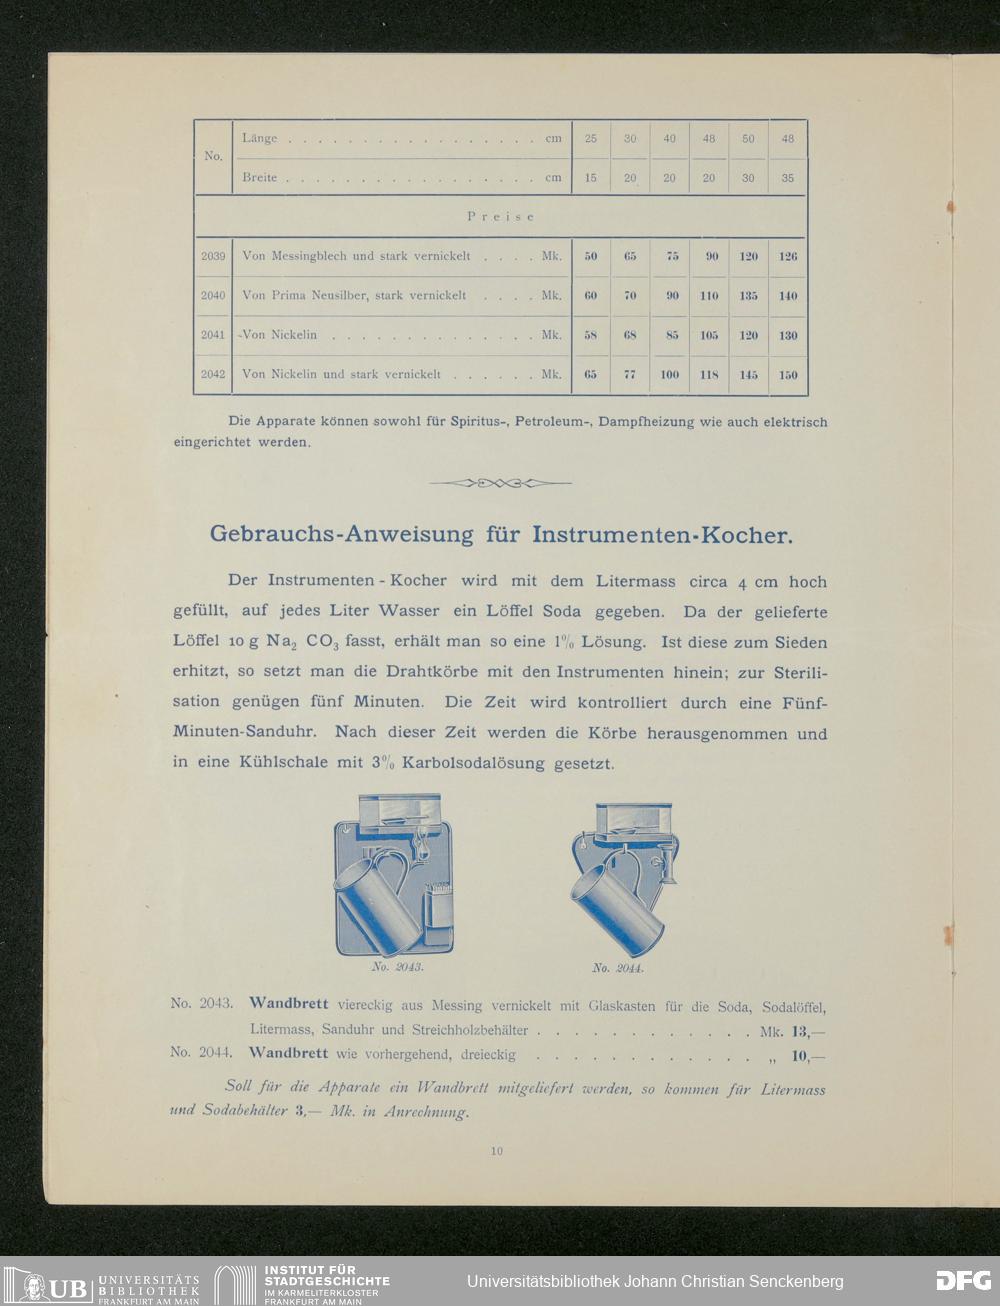 No. Länge . . . . . . . . . . . . . . . . . cm 25 30 40 48 50 48
Breite . . . . . . . . . . . . . . . . . cm 15 20 20 20 30 35
Preise
2039 Von Messingblech und stark vernickelt . . . . Mk. 50 65 75 90 120 126
2040 Von Prima Neusilber, stark vernickelt . . . . Mk. 60 70 90 110 135 140
2041 Von Nickelin . . . . . . . . . . . . . . Mk. 58 68 85 105 120 130
2042 Von Nickelin und stark vernickelt . . . . . . Mk. 65 77 100 118 145 150
Die Apparate können sowohl für Spiritus-, Petroleum-, Dampfheizung wie auch elektrisch
eingerichtet werden.
Gebrauchs-Anweisung für Instrumenten-Kocher.
Der Instrumenten-Kocher wird mit dem Litermass circa 4 cm hoch
gefüllt, auf jedes Liter Wasser ein Löffel Soda gegeben. Da der gelieferte
Löffel 10 g Na₂ CO₃ fasst, erhält man so eine 1% Lösung. Ist diese zum Sieden
erhitzt, so setzt man die Drahtkörbe mit den Instrumenten hinein; zur Sterili-
sation genügen fünf Minuten. Die Zeit wird kontrolliert durch eine Fünf-
Minuten-Sanduhr. Nach dieser Zeit werden die Körbe herausgenommen und
in eine Kühlschale mit 3% Karbolsodalösung gesetzt.
No. 2043. No. 2044.
No. 2043. Wandbrett viereckig aus Messing vernickelt mit Glaskasten für die Soda, Sodalöffel,
Litermass, Sanduhr und Streichholzbehälter . . . . . . . . . . . . Mk. 13,—
No. 2044. Wandbrett wie vorhergehend, dreieckig . . . . . . . . . . . . „ 10,—
Soll für die Apparate ein Wandbrett mitgeliefert werden, so kommen für Litermass
und Sodabehälter 3,— Mk. in Anrechnung.
10
UB UNIVERSITÄTS
BIBLIOTHEK
FRANKFURT AM MAIN
INSTITUT FÜR
STADTGESCHICHTE
IM KARMELITERKLOSTER
FRANKFURT AM MAIN
Universitätsbibliothek Johann Christian Senckenberg
DFG